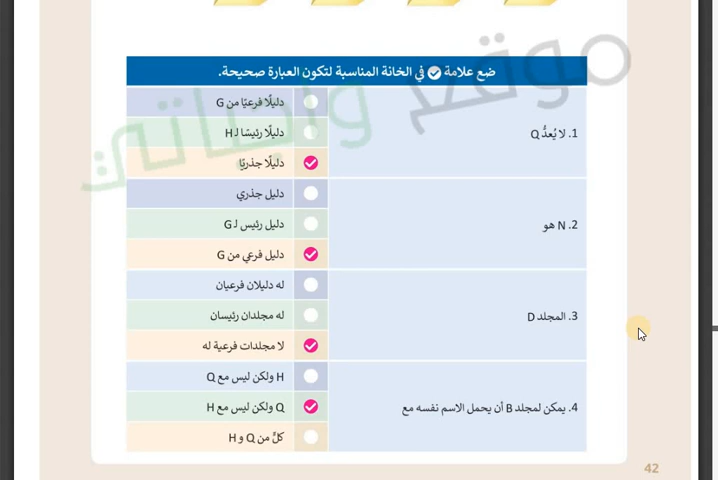 ضع علامة ✓ في الخانة المناسبة لتكون العبارة صحيحة.
1. لا يُعدُّ Q
دليلًا فرعيًا من G
دليلًا رئيسًا لـ H
دليلًا جذريًا
2. N هو
دليل جذري
دليل رئيس لـ G
دليل فرعي من G
3. المجلد D
له دليلان فرعيان
له مجلدان رئيسان
لا مجلدات فرعية له
4. يمكن لمجلد B أن يحمل الاسم نفسه مع
H ولكن ليس مع Q
Q ولكن ليس مع H
كلٍّ من Q و H
42
موقع واجباتي